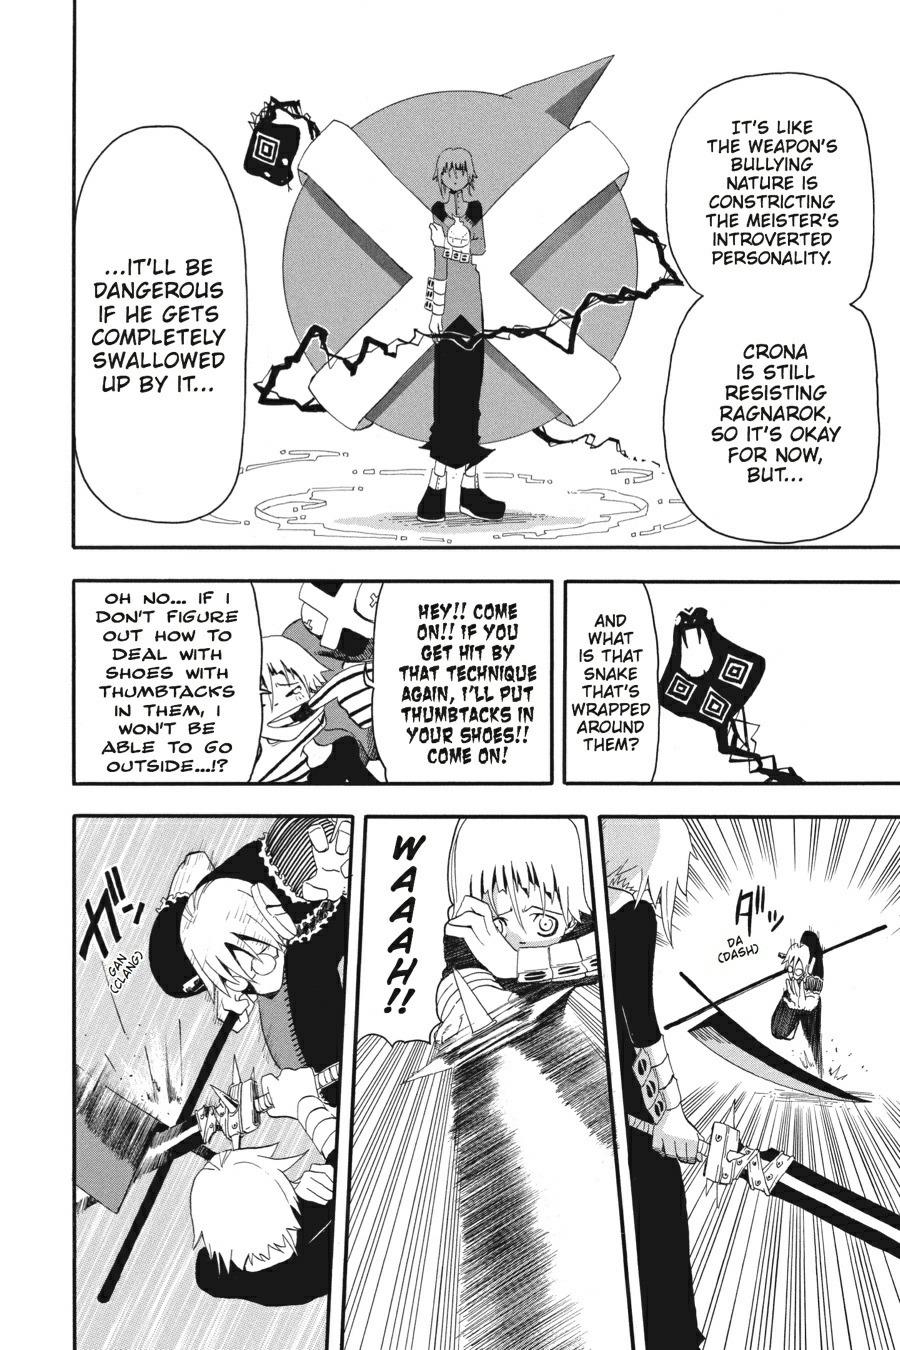 IT'S LIKE
THE WEAPON'S
BULLYING
NATURE IS
CONSTRICTING
THE MEISTER'S
INTROVERTED
PERSONALITY.
CRONA
IS STILL
RESISTING
RAGNAROK,
SO IT'S OKAY
FOR NOW,
BUT...
...IT'LL BE
DANGEROUS
IF HE GETS
COMPLETELY
SWALLOWED
UP BY IT...
AND
WHAT
IS THAT
SNAKE
THAT'S
WRAPPED
AROUND
THEM?
HEY!! COME
ON!! IF YOU
GET HIT BY
THAT TECHNIQUE
AGAIN, I'LL PUT
THUMBTACKS IN
YOUR SHOES!!
COME ON!
OH NO... IF I
DON'T FIGURE
OUT HOW TO
DEAL WITH
SHOES WITH
THUMBTACKS
IN THEM, I
WON'T BE
ABLE TO GO
OUTSIDE...!?
ダッ
DA
(DASH)
WAAAH!!
ガン
GAN
(CLANG)